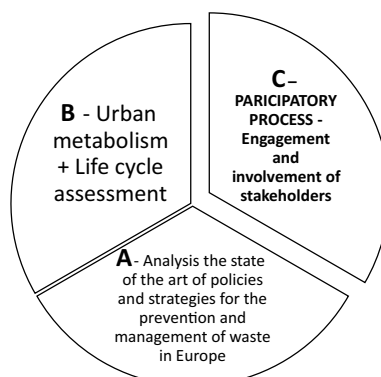 B - Urban
metabolism
+ Life cycle
assessment
C–
PARICIPATORY
PROCESS -
Engagement
and
involvement of
stakeholders
A- Analysis the state
of the art of policies
and strategies for the
prevention and
management of waste
in Europe